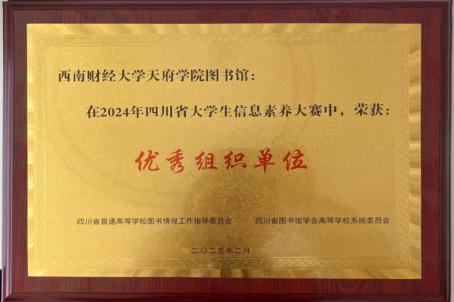 西南财经大学天府学院图书馆：
在2024年四川省大学生信息素养大赛中，荣获：
优秀组织单位
四川省普通高等学校图书情报工作指导委员会 四川省图书馆学会高等学校系统委员会
二〇二五年二月